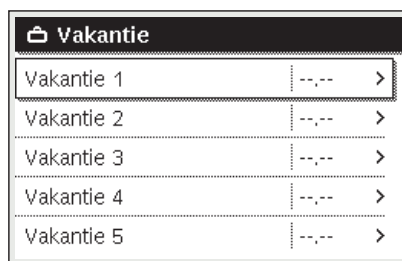 Vakantie
Vakantie 1 --.-- >
Vakantie 2 --.-- >
Vakantie 3 --.-- >
Vakantie 4 --.-- >
Vakantie 5 --.-- >